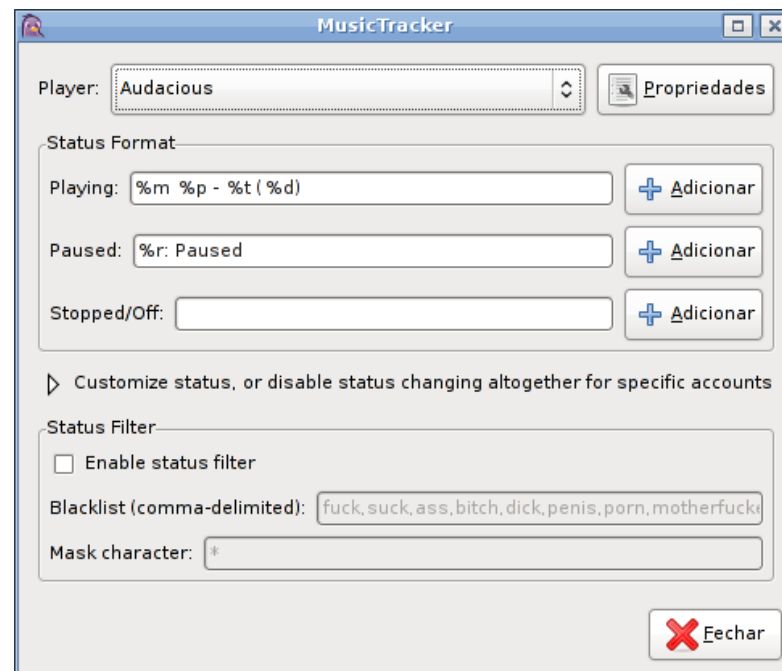 MusicTracker
Player: Audacious Propriedades
Status Format
Playing: %m %p - %t ( %d) Adicionar
Paused: %r: Paused Adicionar
Stopped/Off: Adicionar
Customize status, or disable status changing altogether for specific accounts
Status Filter
Enable status filter
Blacklist (comma-delimited): fuck,suck,ass,bitch,dick,penis,porn,motherfucke
Mask character: *
Fechar